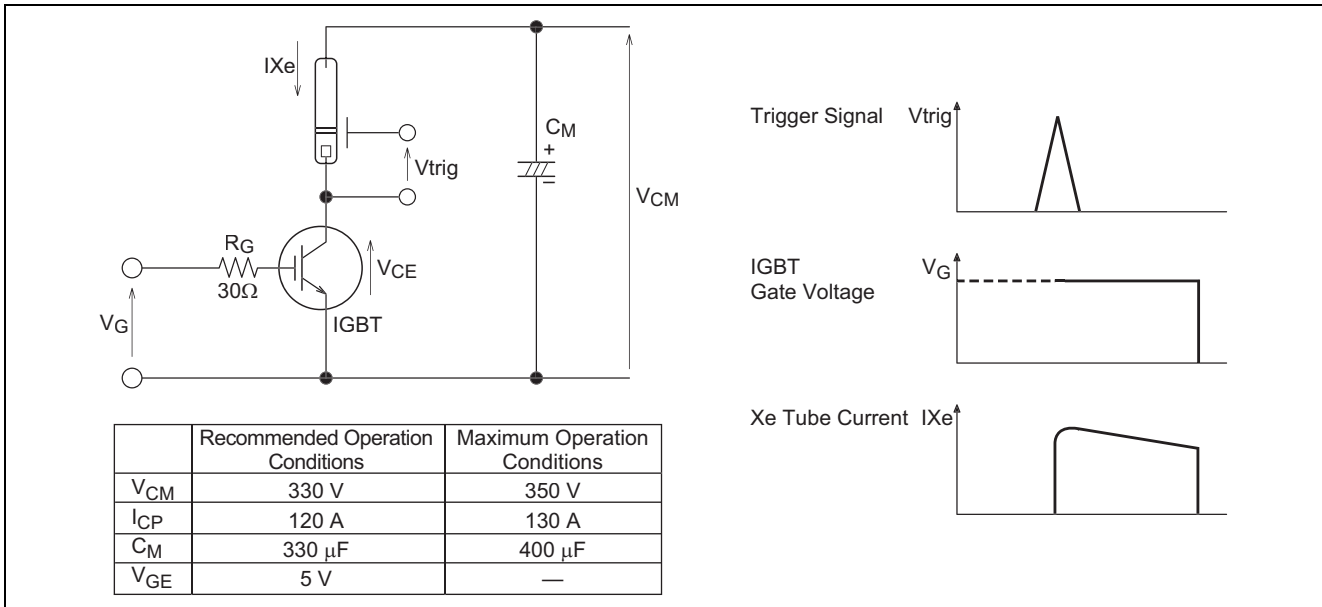 IXe
Vtrig
CM
+
–
VCM
RG
30Ω
VCE
IGBT
VG
Recommended Operation Conditions
Maximum Operation Conditions
VCM 330 V 350 V
ICP 120 A 130 A
CM 330 μF 400 μF
VGE 5 V —
Trigger Signal Vtrig
IGBT VG
Gate Voltage
Xe Tube Current IXe